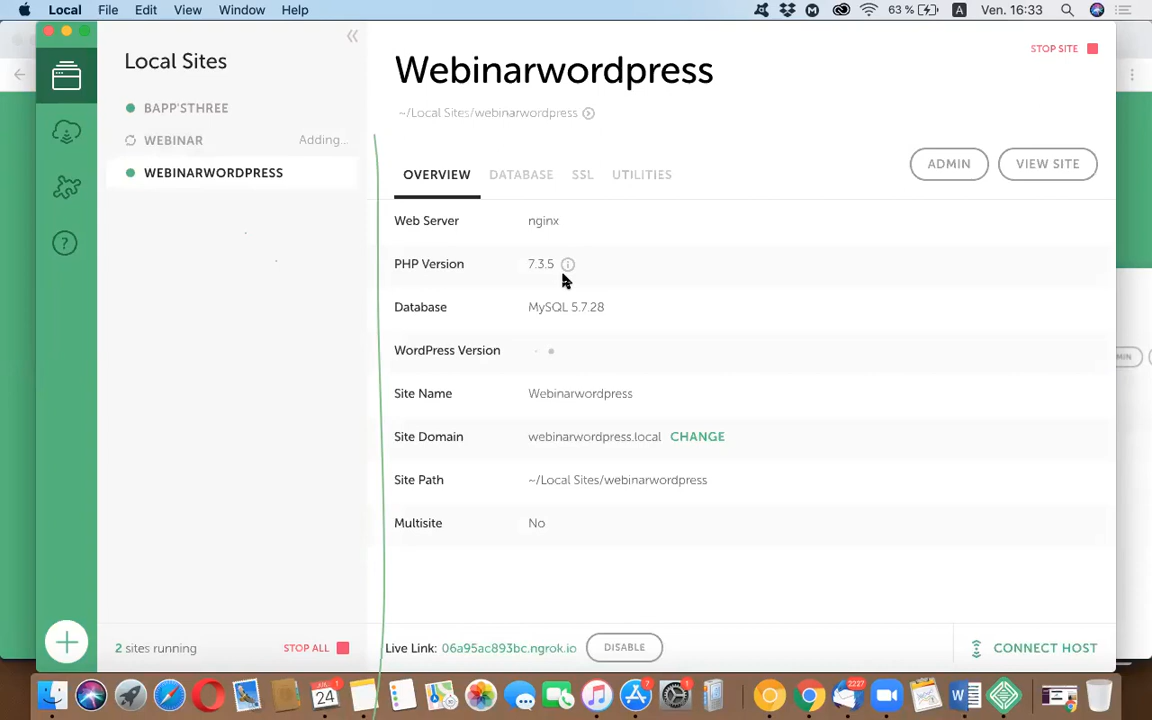 Local File Edit View Window Help 63 % A Ven. 16:33
Local Sites
BAPP'STHREE
WEBINAR Adding...
WEBINARWORDPRESS
2 sites running STOP ALL
STOP SITE
Webinarwordpress
~/Local Sites/webinarwordpress
ADMIN VIEW SITE
OVERVIEW DATABASE SSL UTILITIES
Web Server nginx
PHP Version 7.3.5
Database MySQL 5.7.28
WordPress Version
Site Name Webinarwordpress
Site Domain webinarwordpress.local CHANGE
Site Path ~/Local Sites/webinarwordpress
Multisite No
Live Link: 06a95ac893bc.ngrok.io DISABLE
CONNECT HOST
24 7 1 2227 W